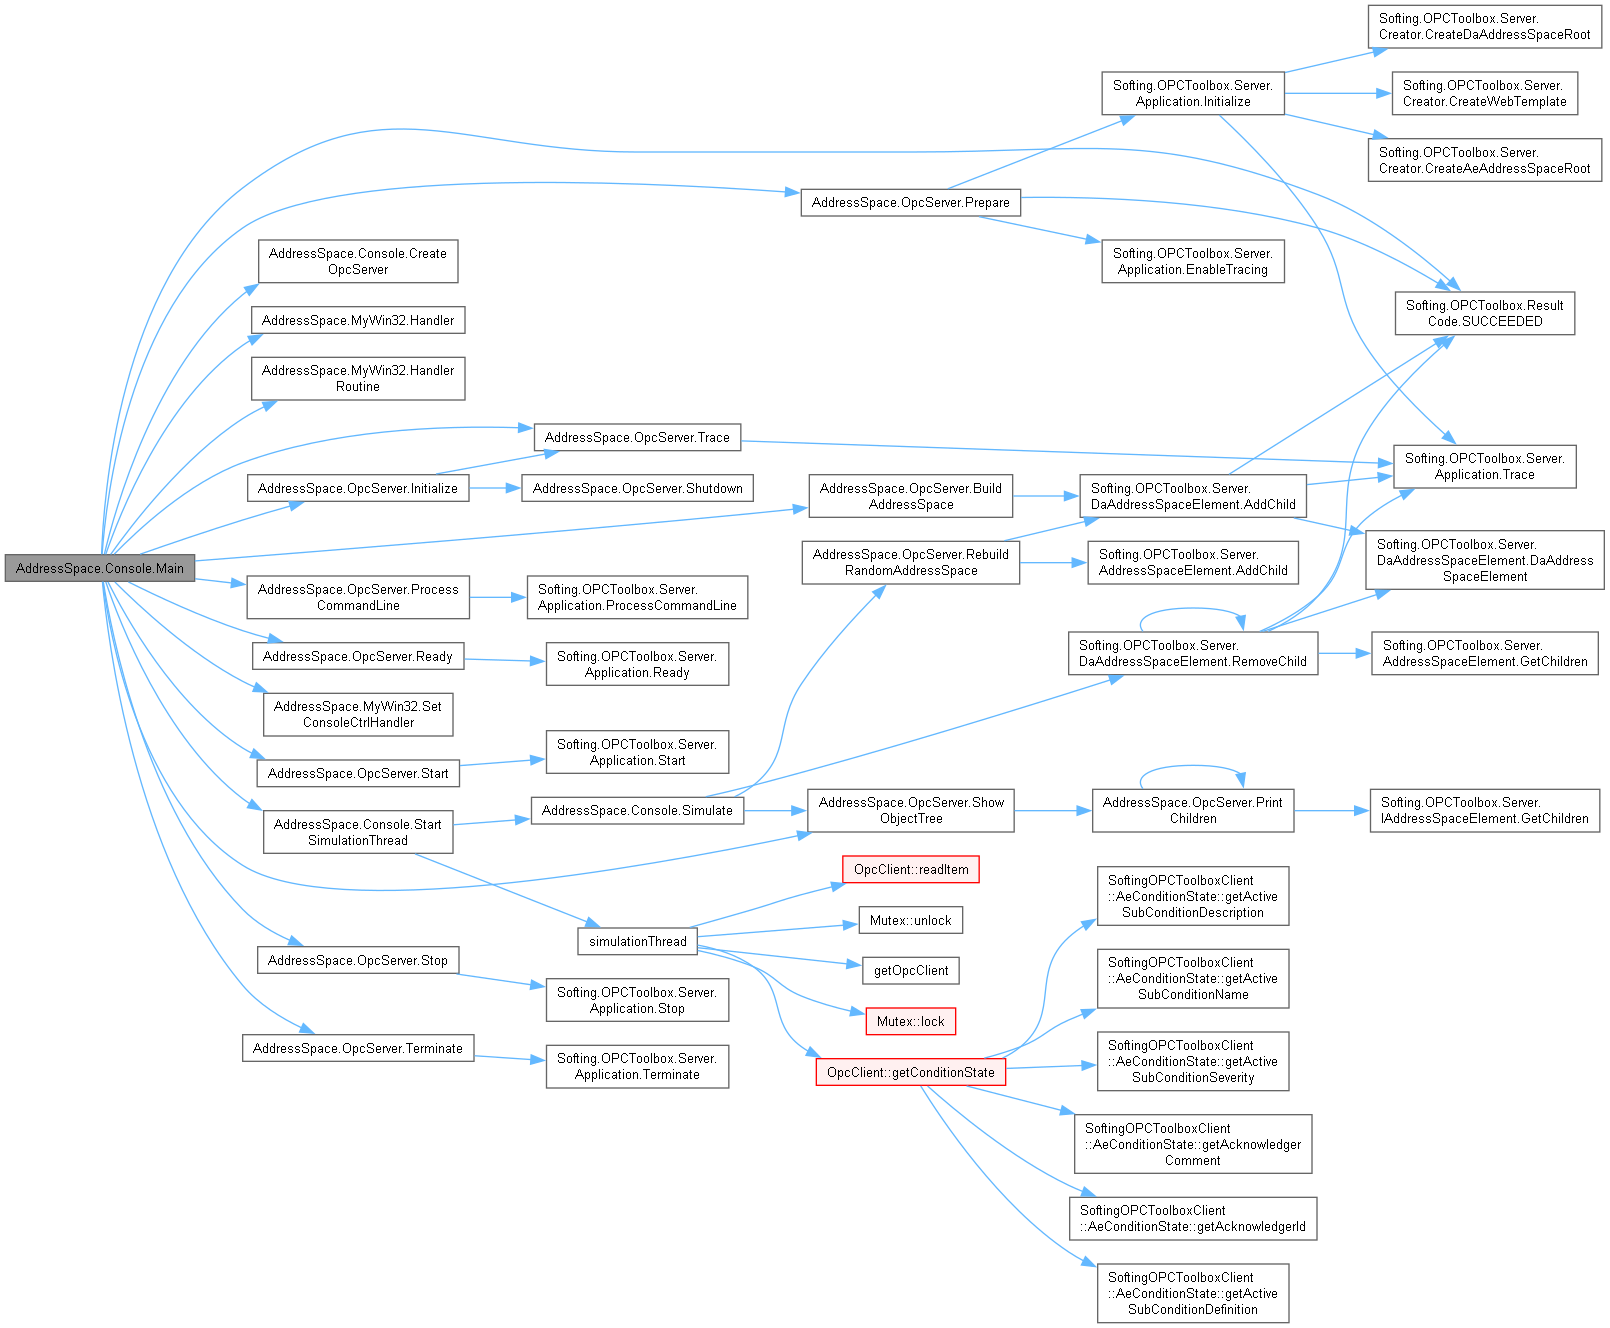 AddressSpace.Console.Main
AddressSpace.Console.Create
OpcServer
AddressSpace.MyWin32.Handler
AddressSpace.MyWin32.Handler
Routine
AddressSpace.OpcServer.Initialize
AddressSpace.OpcServer.Process
CommandLine
AddressSpace.OpcServer.Ready
AddressSpace.MyWin32.Set
ConsoleCtrlHandler
AddressSpace.OpcServer.Start
AddressSpace.Console.Start
SimulationThread
AddressSpace.OpcServer.Stop
AddressSpace.OpcServer.Terminate
AddressSpace.OpcServer.Trace
AddressSpace.OpcServer.Shutdown
Softing.OPCToolbox.Server.
Application.ProcessCommandLine
Softing.OPCToolbox.Server.
Application.Ready
Softing.OPCToolbox.Server.
Application.Start
AddressSpace.Console.Simulate
simulationThread
Softing.OPCToolbox.Server.
Application.Stop
Softing.OPCToolbox.Server.
Application.Terminate
AddressSpace.OpcServer.Prepare
AddressSpace.OpcServer.Build
AddressSpace
AddressSpace.OpcServer.Rebuild
RandomAddressSpace
AddressSpace.OpcServer.Show
ObjectTree
OpcClient::readItem
Mutex::unlock
getOpcClient
Mutex::lock
OpcClient::getConditionState
Softing.OPCToolbox.Server.
Application.Initialize
Softing.OPCToolbox.Server.
Application.EnableTracing
Softing.OPCToolbox.Server.
DaAddressSpaceElement.AddChild
Softing.OPCToolbox.Server.
AddressSpaceElement.AddChild
Softing.OPCToolbox.Server.
DaAddressSpaceElement.RemoveChild
AddressSpace.OpcServer.Print
Children
SoftingOPCToolboxClient
::AeConditionState::getActive
SubConditionDescription
SoftingOPCToolboxClient
::AeConditionState::getActive
SubConditionName
SoftingOPCToolboxClient
::AeConditionState::getActive
SubConditionSeverity
SoftingOPCToolboxClient
::AeConditionState::getAcknowledger
Comment
SoftingOPCToolboxClient
::AeConditionState::getAcknowledgerId
SoftingOPCToolboxClient
::AeConditionState::getActive
SubConditionDefinition
Softing.OPCToolbox.Server.
Creator.CreateDaAddressSpaceRoot
Softing.OPCToolbox.Server.
Creator.CreateWebTemplate
Softing.OPCToolbox.Server.
Creator.CreateAeAddressSpaceRoot
Softing.OPCToolbox.Result
Code.SUCCEEDED
Softing.OPCToolbox.Server.
Application.Trace
Softing.OPCToolbox.Server.
DaAddressSpaceElement.DaAddress
SpaceElement
Softing.OPCToolbox.Server.
AddressSpaceElement.GetChildren
Softing.OPCToolbox.Server.
IAddressSpaceElement.GetChildren